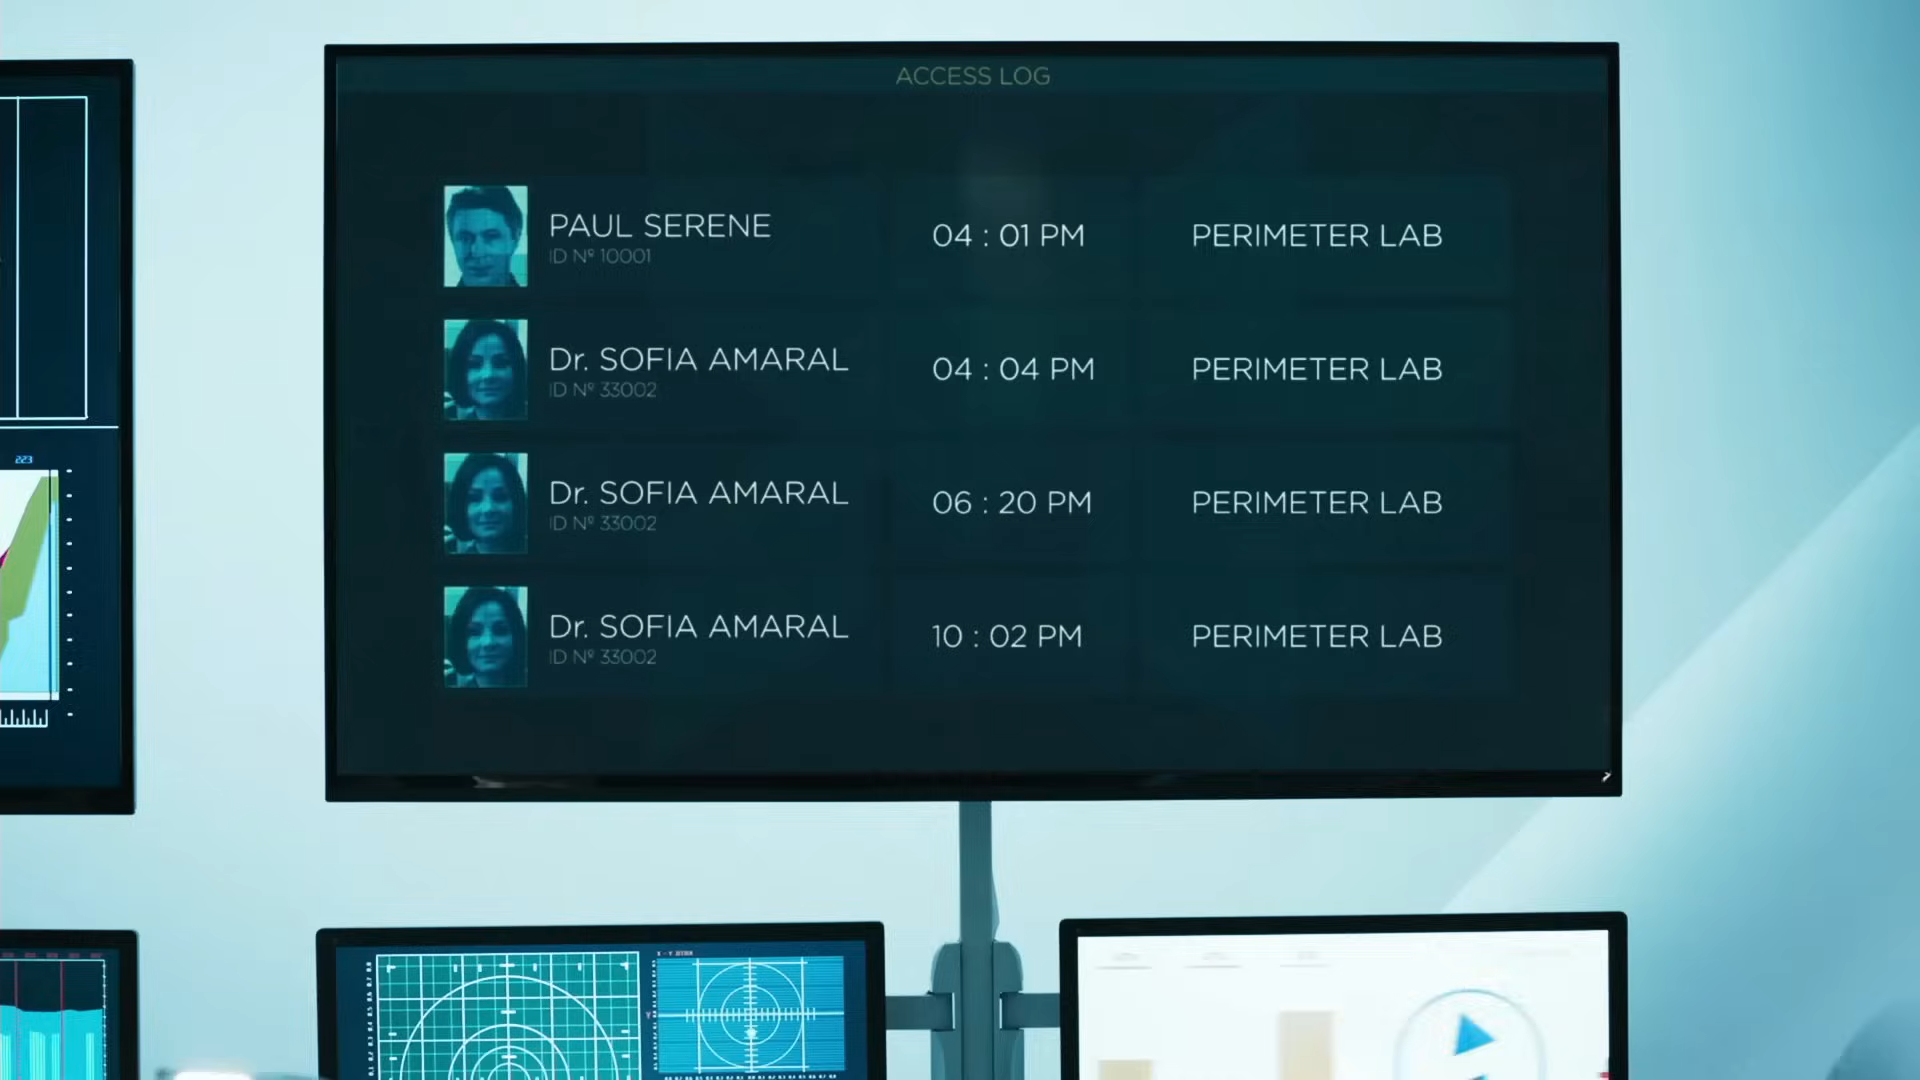 ACCESS LOG
PAUL SERENE
ID Nº 10001
04 : 01 PM
PERIMETER LAB
Dr. SOFIA AMARAL
ID Nº 33002
04 : 04 PM
PERIMETER LAB
Dr. SOFIA AMARAL
ID Nº 33002
06 : 20 PM
PERIMETER LAB
Dr. SOFIA AMARAL
ID Nº 33002
10 : 02 PM
PERIMETER LAB
223